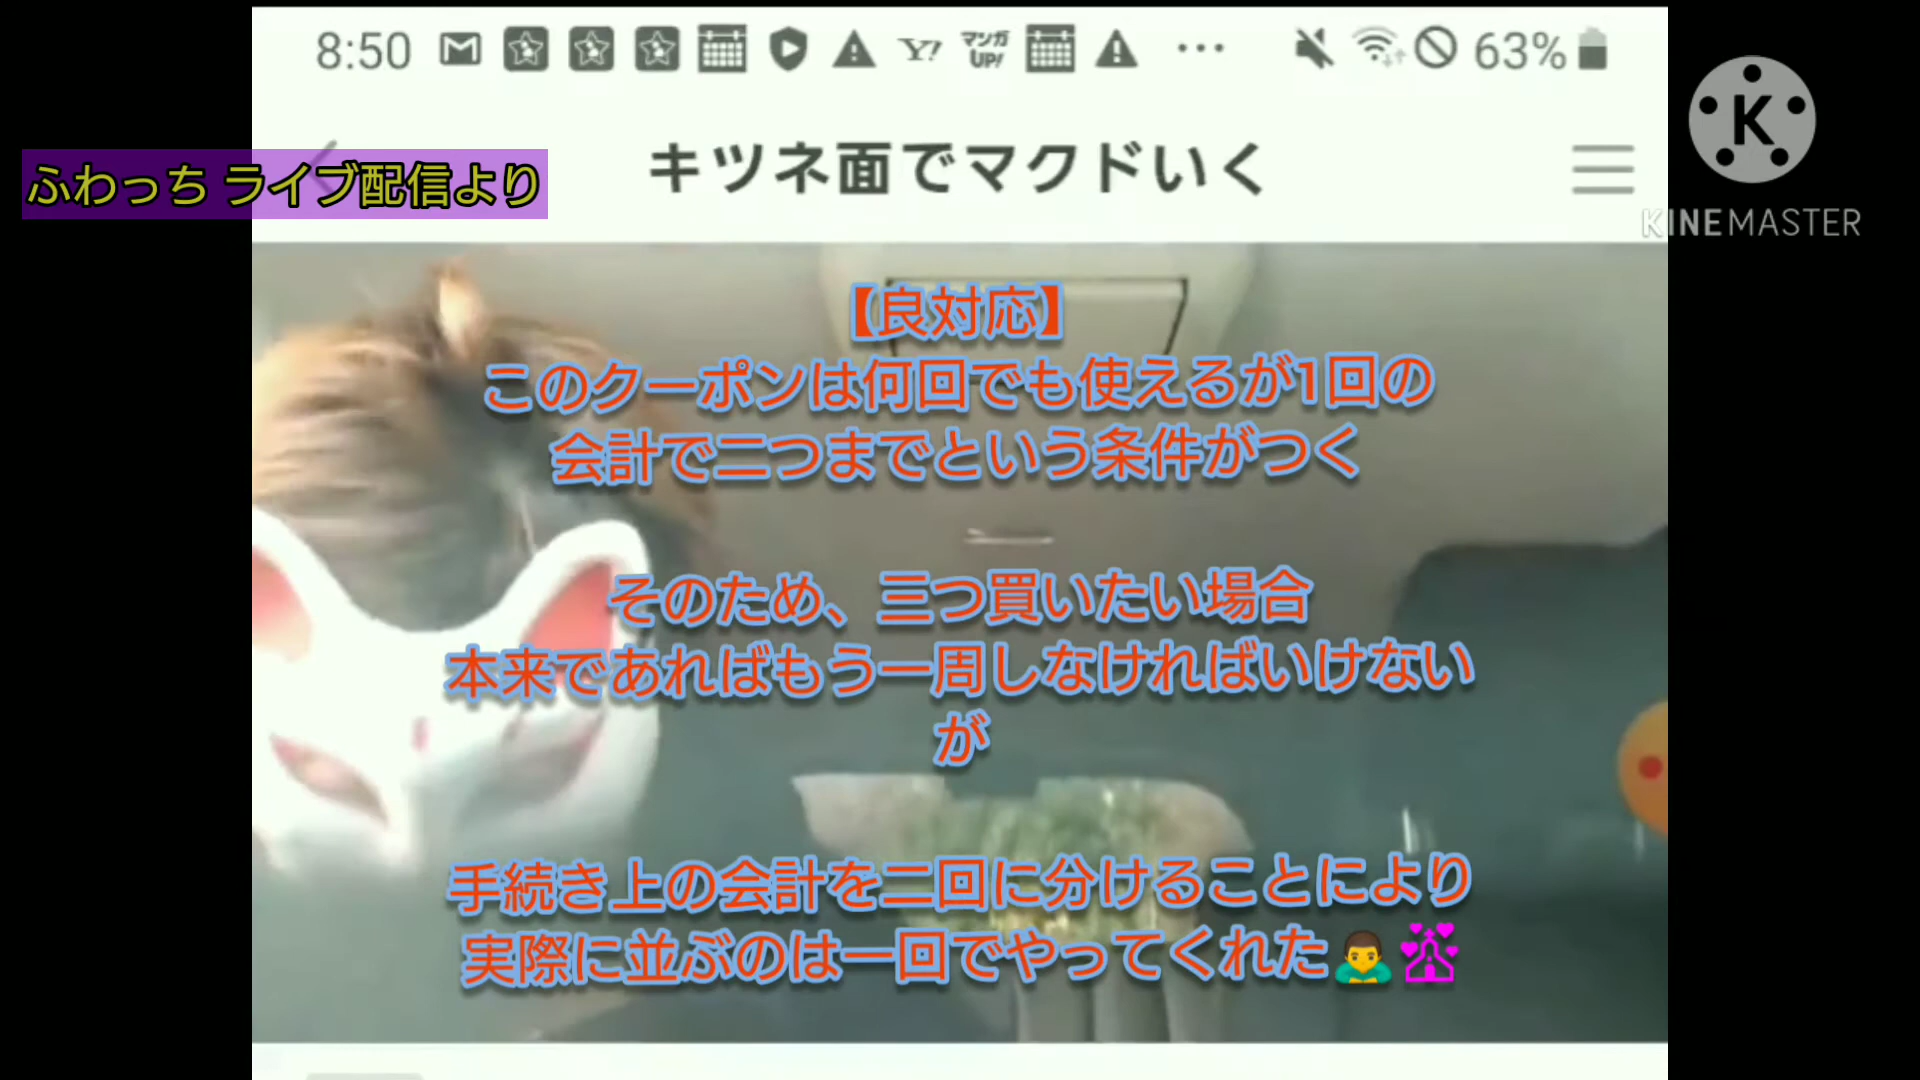 8:50
Y!
マンガUP!
63%
K
KINEMASTER
ふわっち ライブ配信より
キツネ面でマクドいく
【良対応】
このクーポンは何回でも使えるが1回の
会計で二つまでという条件がつく
そのため、三つ買いたい場合
本来であればもう一周しなければいけない
が
手続き上の会計を二回に分けることにより
実際に並ぶのは一回でやってくれた🙇‍♂️💒